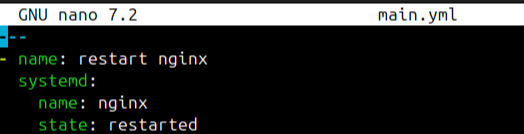 GNU nano 7.2 main.yml
---
- name: restart nginx
  systemd:
    name: nginx
    state: restarted